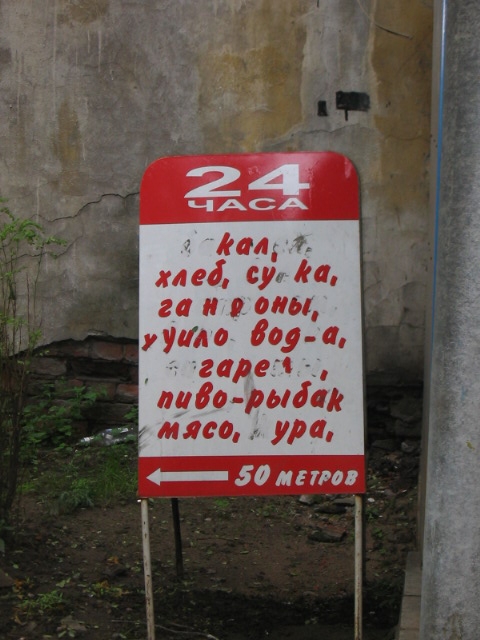 24
ЧАСА
кал,
хлеб, су ка,
га н д оны,
у уило вод-а,
гаре ,
пиво-рыбак
мясо, ура,
50 МЕТРОВ